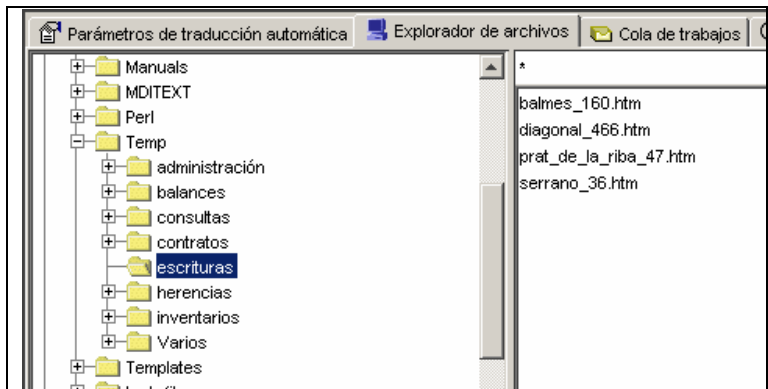 Parámetros de traducción automática
Explorador de archivos
Cola de trabajos
Manuals
MDITEXT
Perl
Temp
administración
balances
consultas
contratos
escrituras
herencias
inventarios
Varios
Templates
*
balmes_160.htm
diagonal_466.htm
prat_de_la_riba_47.htm
serrano_36.htm